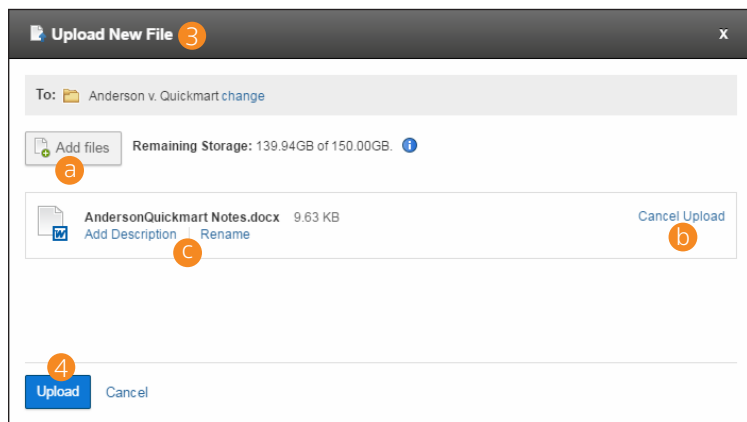 Upload New File 3 X
To: Anderson v. Quickmart change
Add files Remaining Storage: 139.94GB of 150.00GB. i
a
AndersonQuickmart Notes.docx 9.63 KB Cancel Upload
W Add Description Rename b
c
4
Upload Cancel